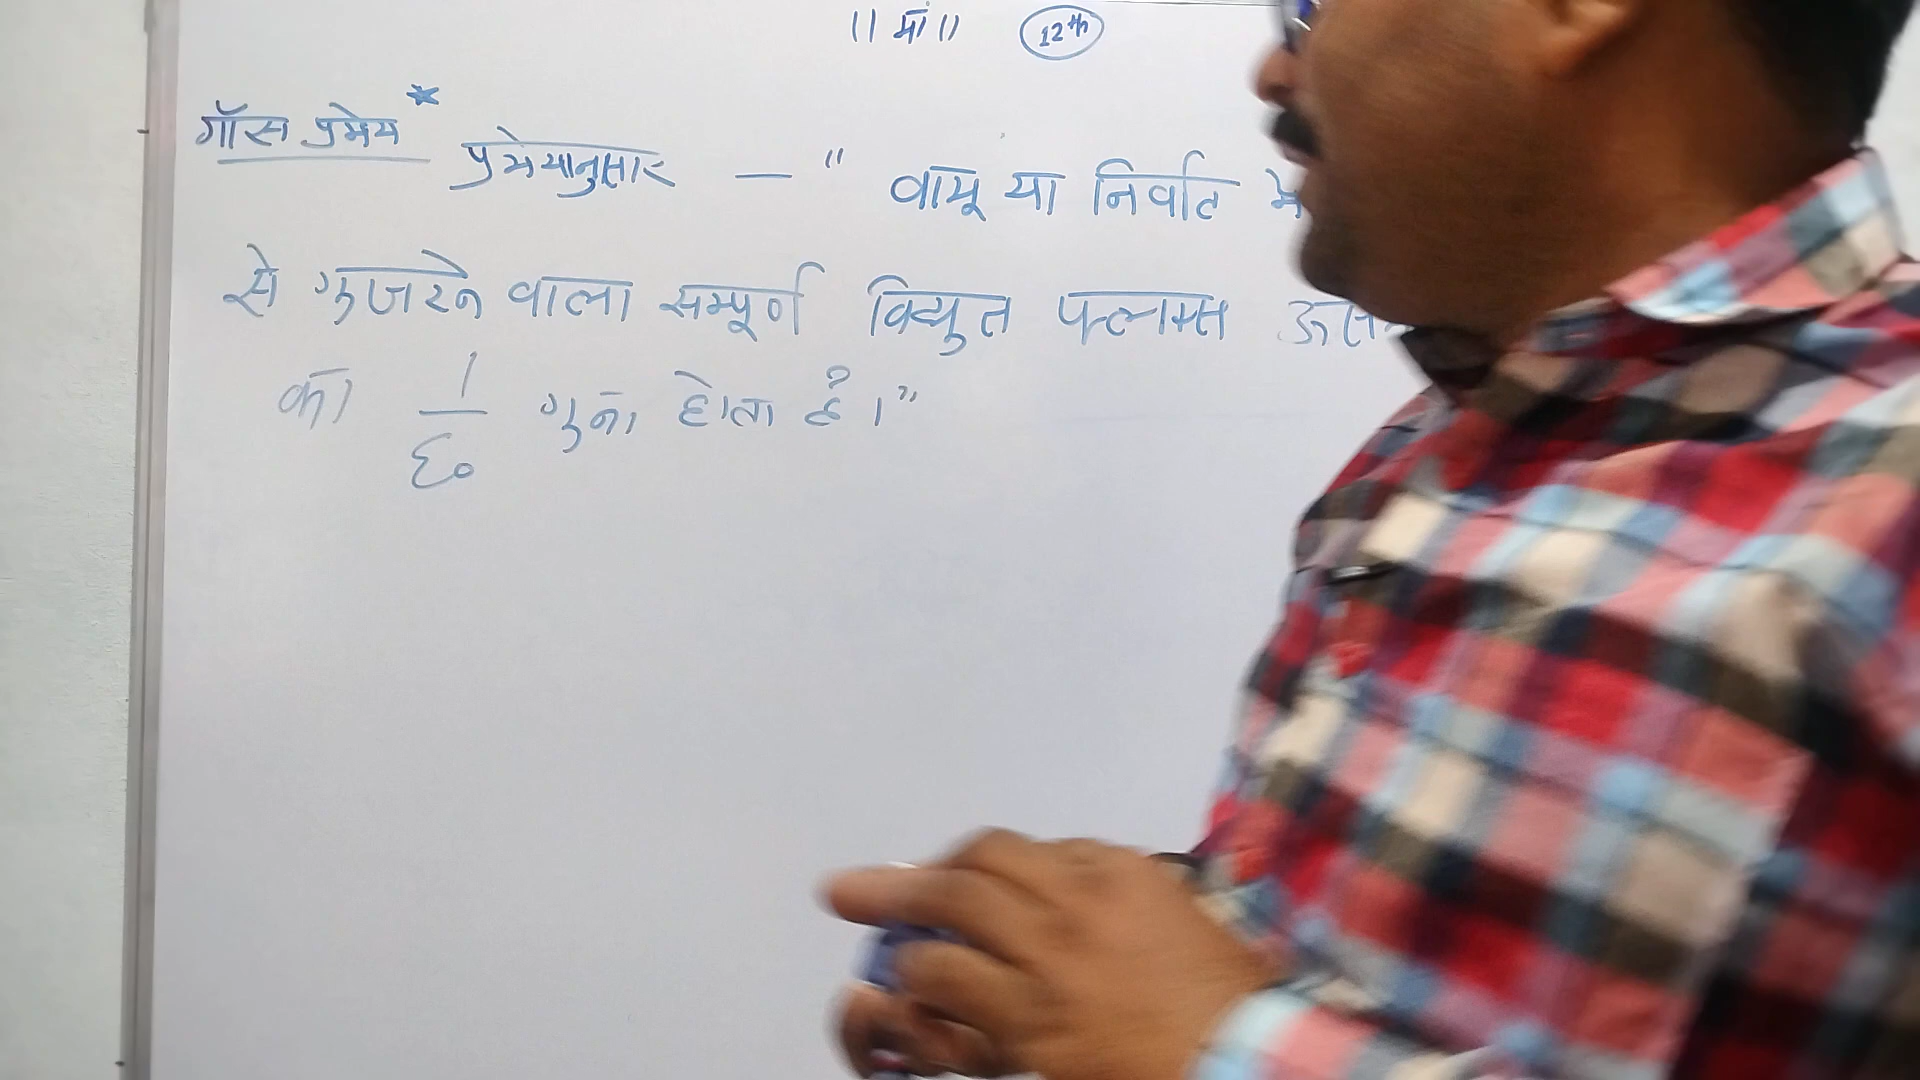 ॥ माँ ॥ 12th
गॉस प्रमेय *
प्रमेयानुसार — " वायु या निर्वात में
से गुजरने वाला सम्पूर्ण विद्युत फ्लक्स
का 1/ε₀ गुना होता है।"